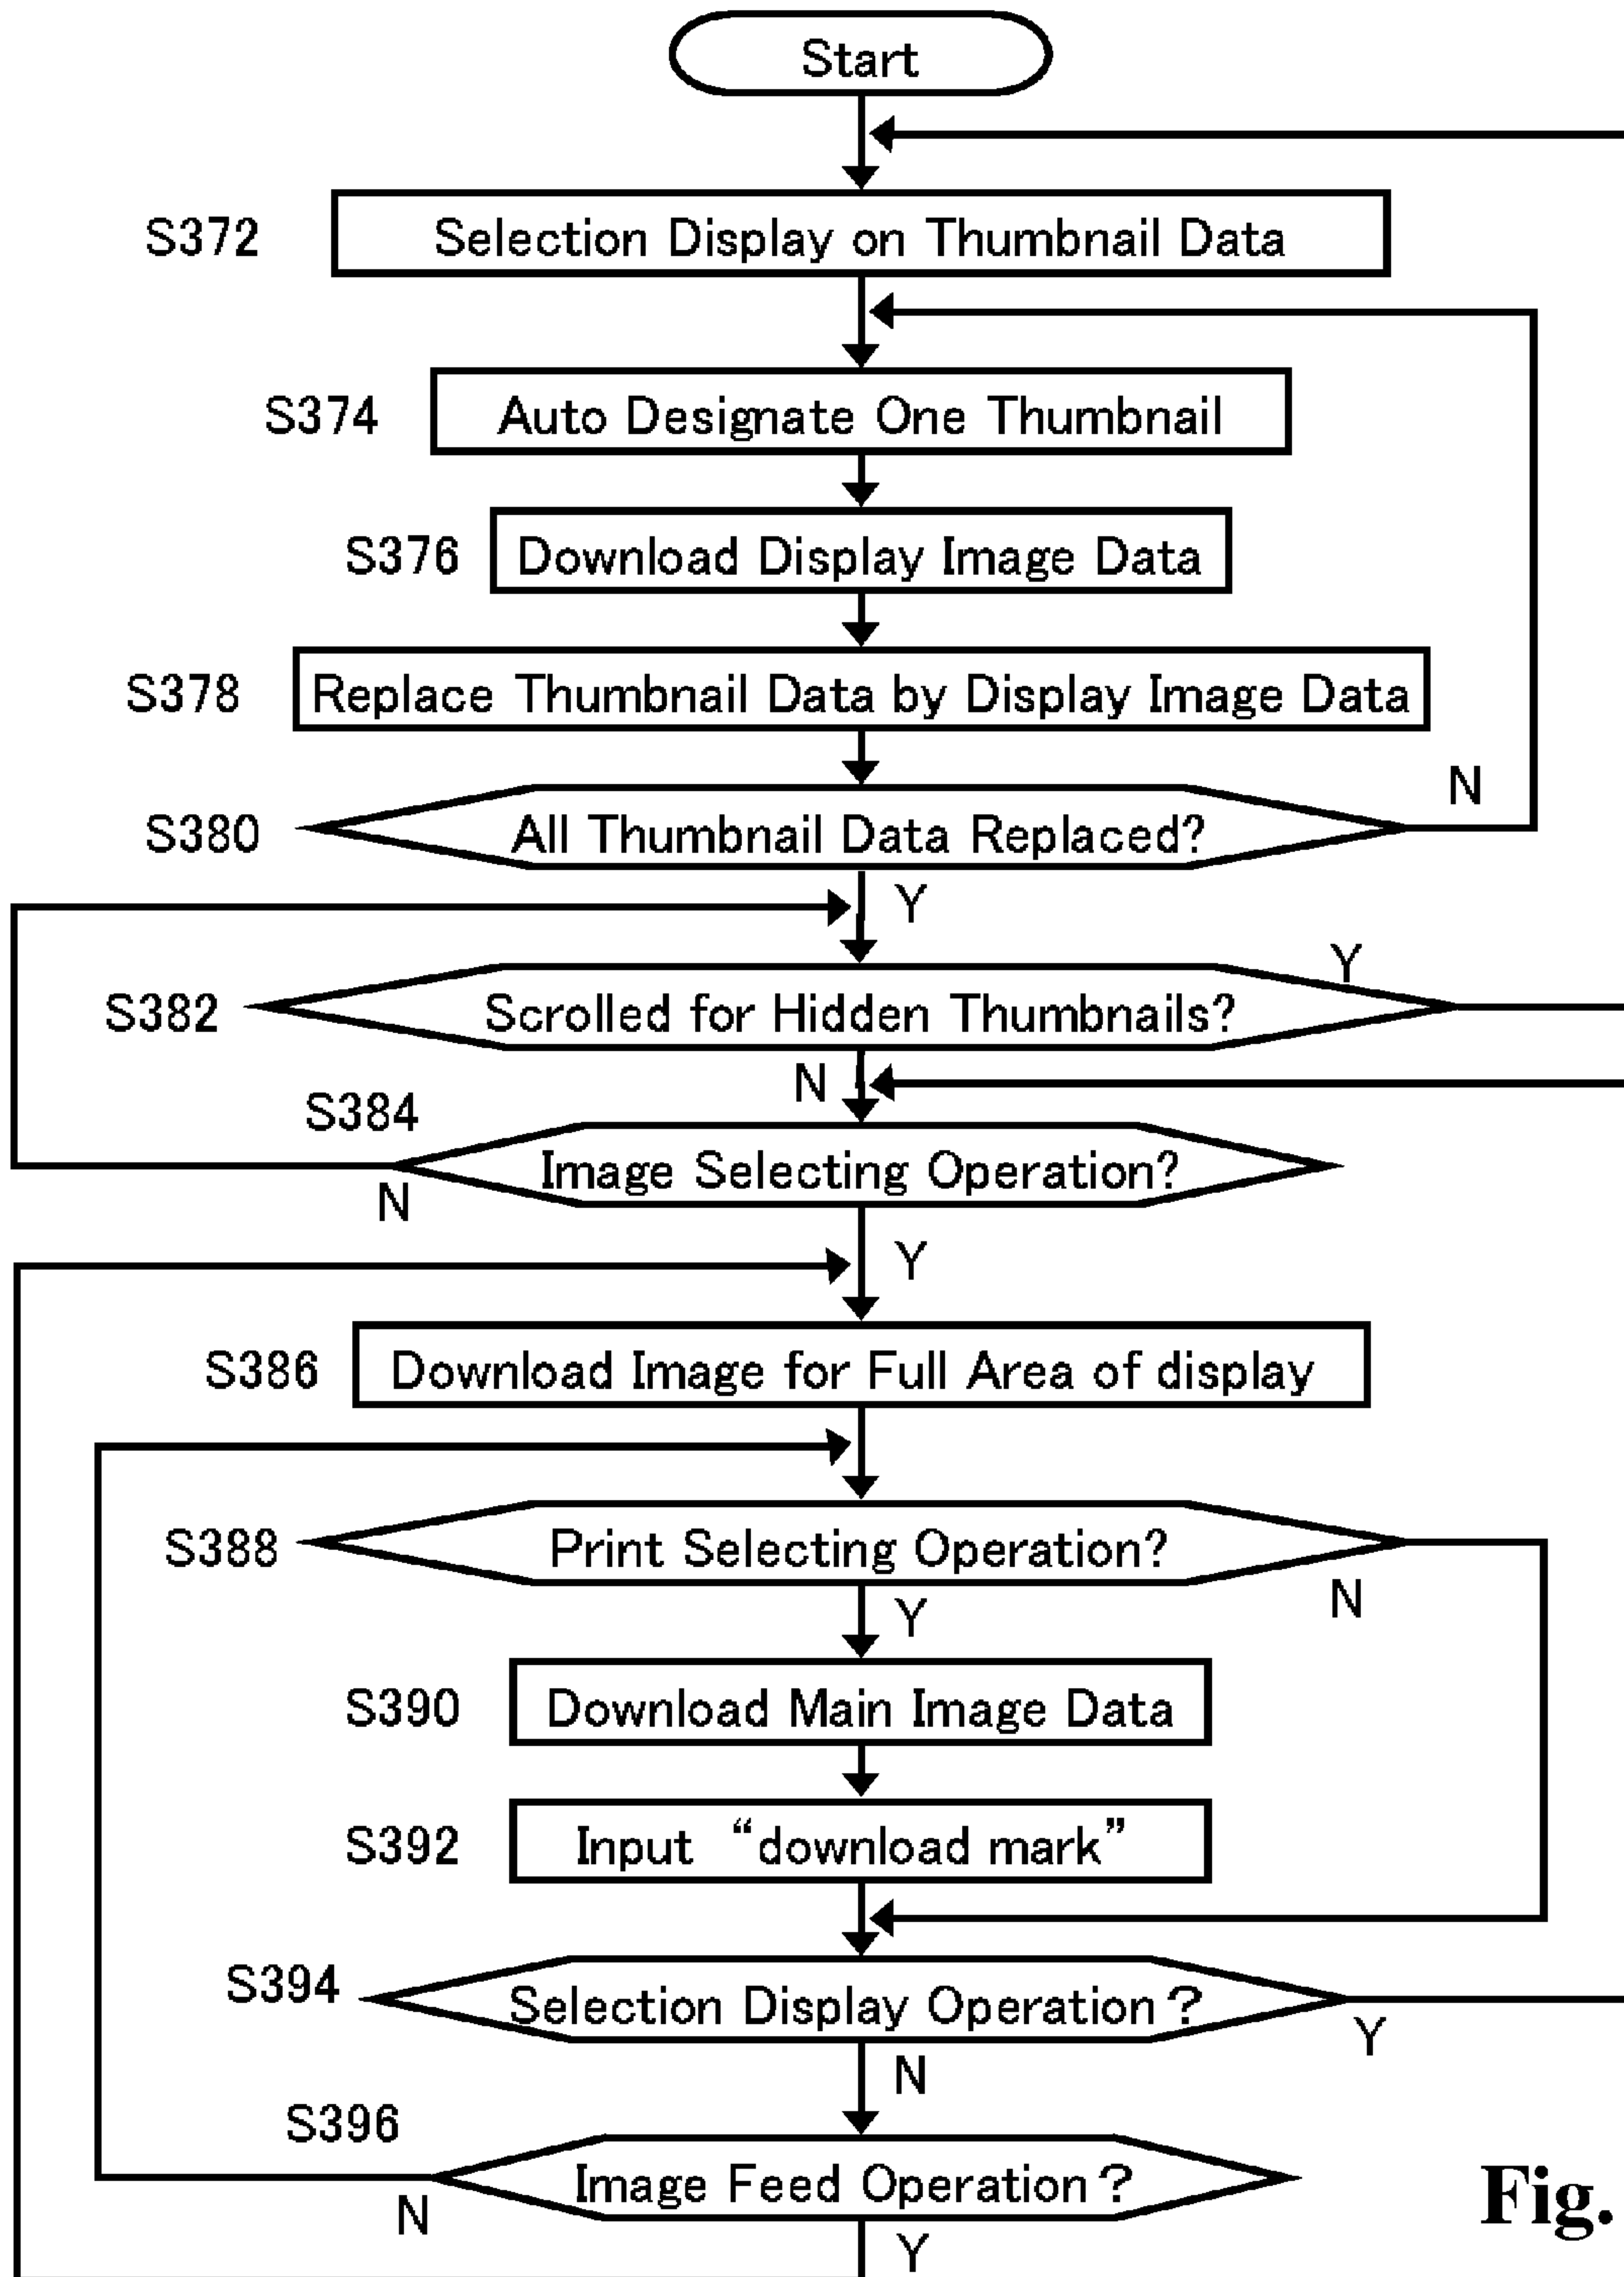 Start
S372 Selection Display on Thumbnail Data
S374 Auto Designate One Thumbnail
S376 Download Display Image Data
S378 Replace Thumbnail Data by Display Image Data
N
S380 All Thumbnail Data Replaced?
Y
Y
S382 Scrolled for Hidden Thumbnails?
N
S384
Image Selecting Operation?
N
Y
S386 Download Image for Full Area of display
S388 Print Selecting Operation?
N
Y
S390 Download Main Image Data
S392 Input “download mark”
S394 Selection Display Operation?
Y
N
S396
Image Feed Operation?
N
Y
Fig.